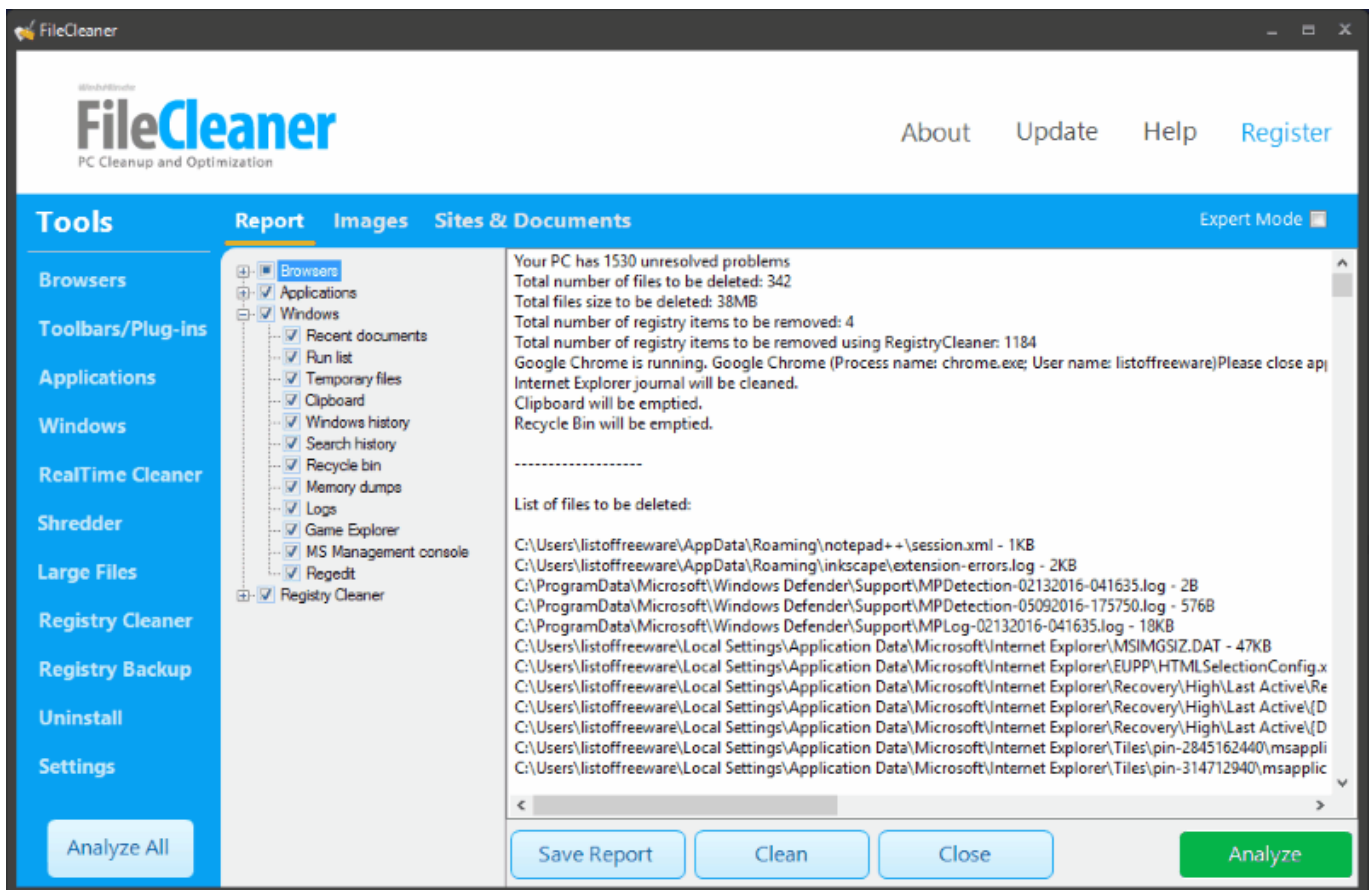 FileCleaner
FileCleaner
PC Cleanup and Optimization
About Update Help Register
Tools
Report Images Sites & Documents
Expert Mode
Browsers
Toolbars/Plug-ins
Applications
Windows
RealTime Cleaner
Shredder
Large Files
Registry Cleaner
Registry Backup
Uninstall
Settings
Analyze All
Browsers
Applications
Windows
Recent documents
Run list
Temporary files
Clipboard
Windows history
Search history
Recycle bin
Memory dumps
Logs
Game Explorer
MS Management console
Regedit
Registry Cleaner
Your PC has 1530 unresolved problems
Total number of files to be deleted: 342
Total files size to be deleted: 38MB
Total number of registry items to be removed: 4
Total number of registry items to be removed using RegistryCleaner: 1184
Google Chrome is running. Google Chrome (Process name: chrome.exe; User name: listoffreeware)Please close ap
Internet Explorer journal will be cleaned.
Clipboard will be emptied.
Recycle Bin will be emptied.
-------------------
List of files to be deleted:
C:\Users\listoffreeware\AppData\Roaming\notepad++\session.xml - 1KB
C:\Users\listoffreeware\AppData\Roaming\inkscape\extension-errors.log - 2KB
C:\ProgramData\Microsoft\Windows Defender\Support\MPDetection-02132016-041635.log - 2B
C:\ProgramData\Microsoft\Windows Defender\Support\MPDetection-05092016-175750.log - 576B
C:\ProgramData\Microsoft\Windows Defender\Support\MPLog-02132016-041635.log - 18KB
C:\Users\listoffreeware\Local Settings\Application Data\Microsoft\Internet Explorer\MSIMGSIZ.DAT - 47KB
C:\Users\listoffreeware\Local Settings\Application Data\Microsoft\Internet Explorer\EUPP\HTMLSelectionConfig.x
C:\Users\listoffreeware\Local Settings\Application Data\Microsoft\Internet Explorer\Recovery\High\Last Active\Re
C:\Users\listoffreeware\Local Settings\Application Data\Microsoft\Internet Explorer\Recovery\High\Last Active\{D
C:\Users\listoffreeware\Local Settings\Application Data\Microsoft\Internet Explorer\Recovery\High\Last Active\{D
C:\Users\listoffreeware\Local Settings\Application Data\Microsoft\Internet Explorer\Tiles\pin-2845162440\msappli
C:\Users\listoffreeware\Local Settings\Application Data\Microsoft\Internet Explorer\Tiles\pin-314712940\msapplic
Save Report Clean Close Analyze